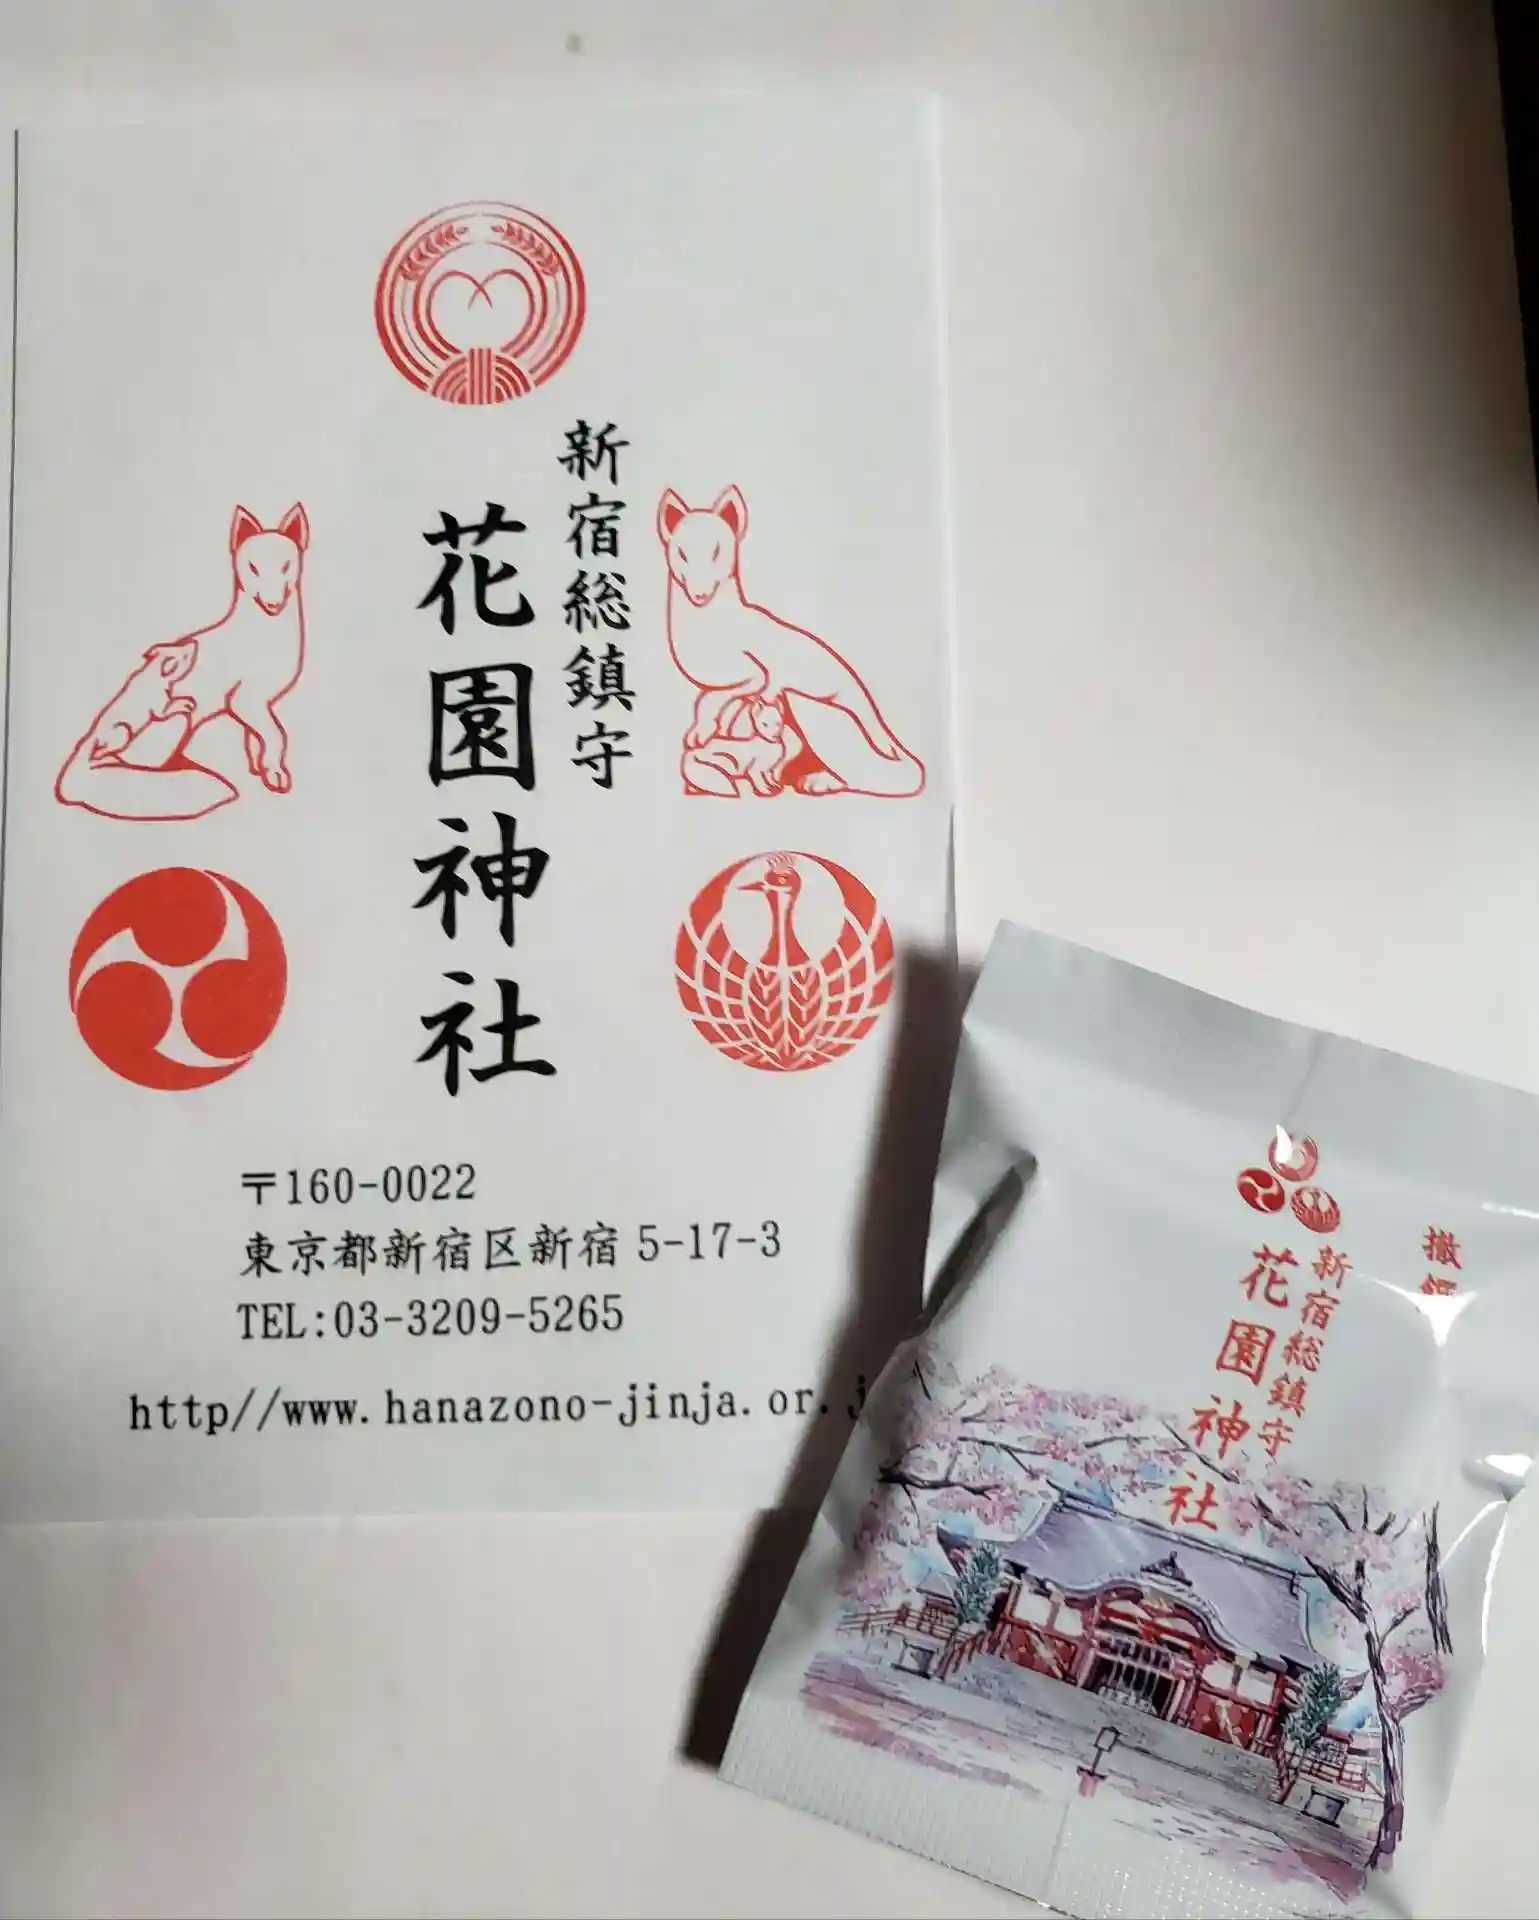 新宿総鎮守
花園神社
〒160-0022
東京都新宿区新宿5-17-3
TEL:03-3209-5265
http//www.hanazono-jinja.or.j
撤
新宿総鎮守
花園神社